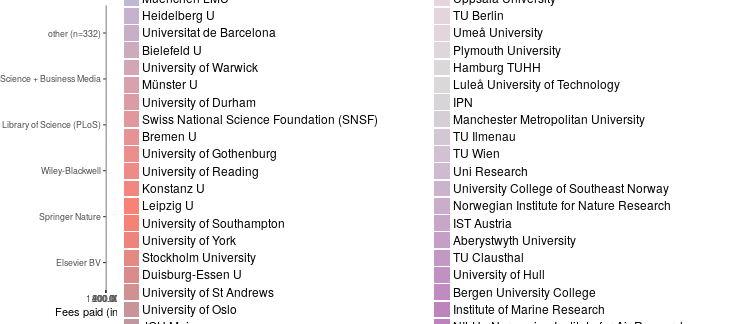 other (n=332)
Science + Business Media
Library of Science (PLoS)
Wiley-Blackwell
Springer Nature
Elsevier BV
Fees paid (in
Heidelberg U
Universitat de Barcelona
Bielefeld U
University of Warwick
Münster U
University of Durham
Swiss National Science Foundation (SNSF)
Bremen U
University of Gothenburg
University of Reading
Konstanz U
Leipzig U
University of Southampton
University of York
Stockholm University
Duisburg-Essen U
University of St Andrews
University of Oslo
TU Berlin
Umeå University
Plymouth University
Hamburg TUHH
Luleå University of Technology
IPN
Manchester Metropolitan University
TU Ilmenau
TU Wien
Uni Research
University College of Southeast Norway
Norwegian Institute for Nature Research
IST Austria
Aberystwyth University
TU Clausthal
University of Hull
Bergen University College
Institute of Marine Research